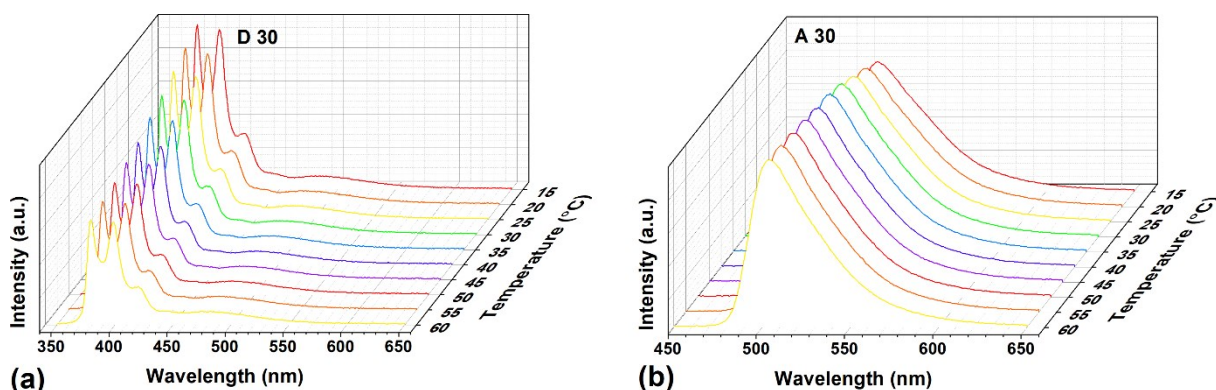 D 30
Intensity (a.u.)
15
20
25
30
35
40
45
50
55
60
Temperature (°C)
350 400 450 500 550 600 650
Wavelength (nm)
(a)
A 30
Intensity (a.u.)
15
20
25
30
35
40
45
50
55
60
Temperature (°C)
450 500 550 600 650
Wavelength (nm)
(b)